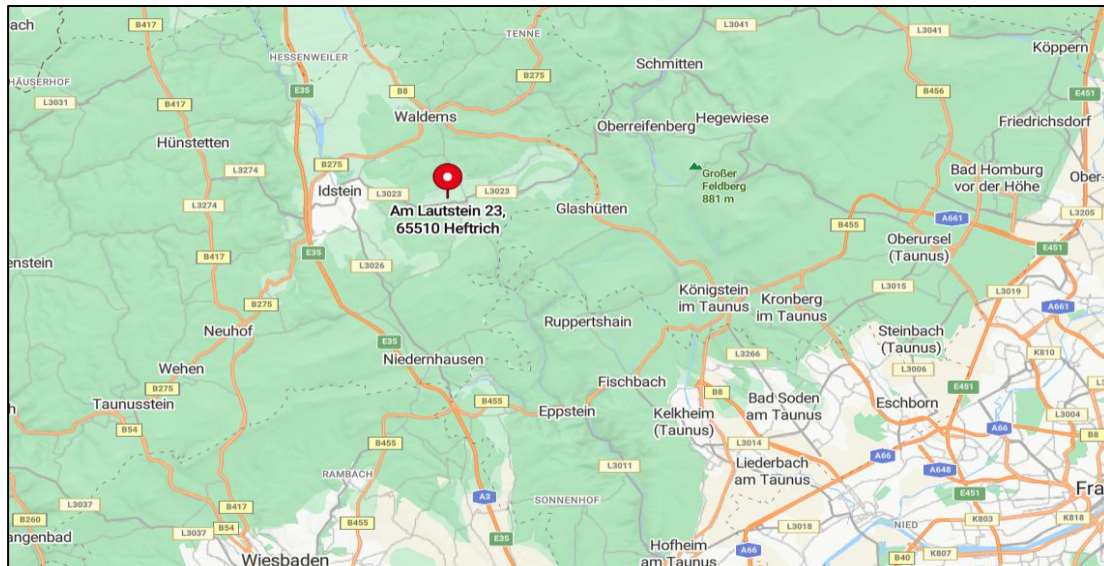 ach
B417
E35
TENNE
L3041
L3041
Köppern
HESSENWEILER
B275
Schmitten
HÄUSERHOF
L3031
B417
E35
B8
B456
E451
Waldems
Hegewiese
Friedrichsdorf
Hünstetten
Oberreifenberg
B275
L3274
Großer
Feldberg
881 m
Bad Homburg
vor der Höhe
Ober-
Idstein
L3023
L3023
L3274
Am Lautstein 23,
65510 Heftrich
Glashütten
A661
L3205
B455
B417
E35
Oberursel
(Taunus)
E451
enstein
L3026
L3015
L3019
Königstein
im Taunus
Kronberg
im Taunus
B275
A661
Neuhof
Ruppertshain
Steinbach
(Taunus)
E35
Niedernhausen
L3266
K810
Wehen
L3006
B275
Fischbach
E451
B8
Taunusstein
B455
Eppstein
Kelkheim
(Taunus)
Bad Soden
am Taunus
Eschborn
h
B54
A66
L3004
B455
L3014
A66
B8
RAMBACH
L3011
Liederbach
am Taunus
A648
A3
SONNENHOF
E451
Fra
L3037
B417
B260
B54
B455
L3018
NIED
K803
K818
angenbad
L3037
E35
Hofheim
am Taunus
A66
Wiesbaden
B40
K807